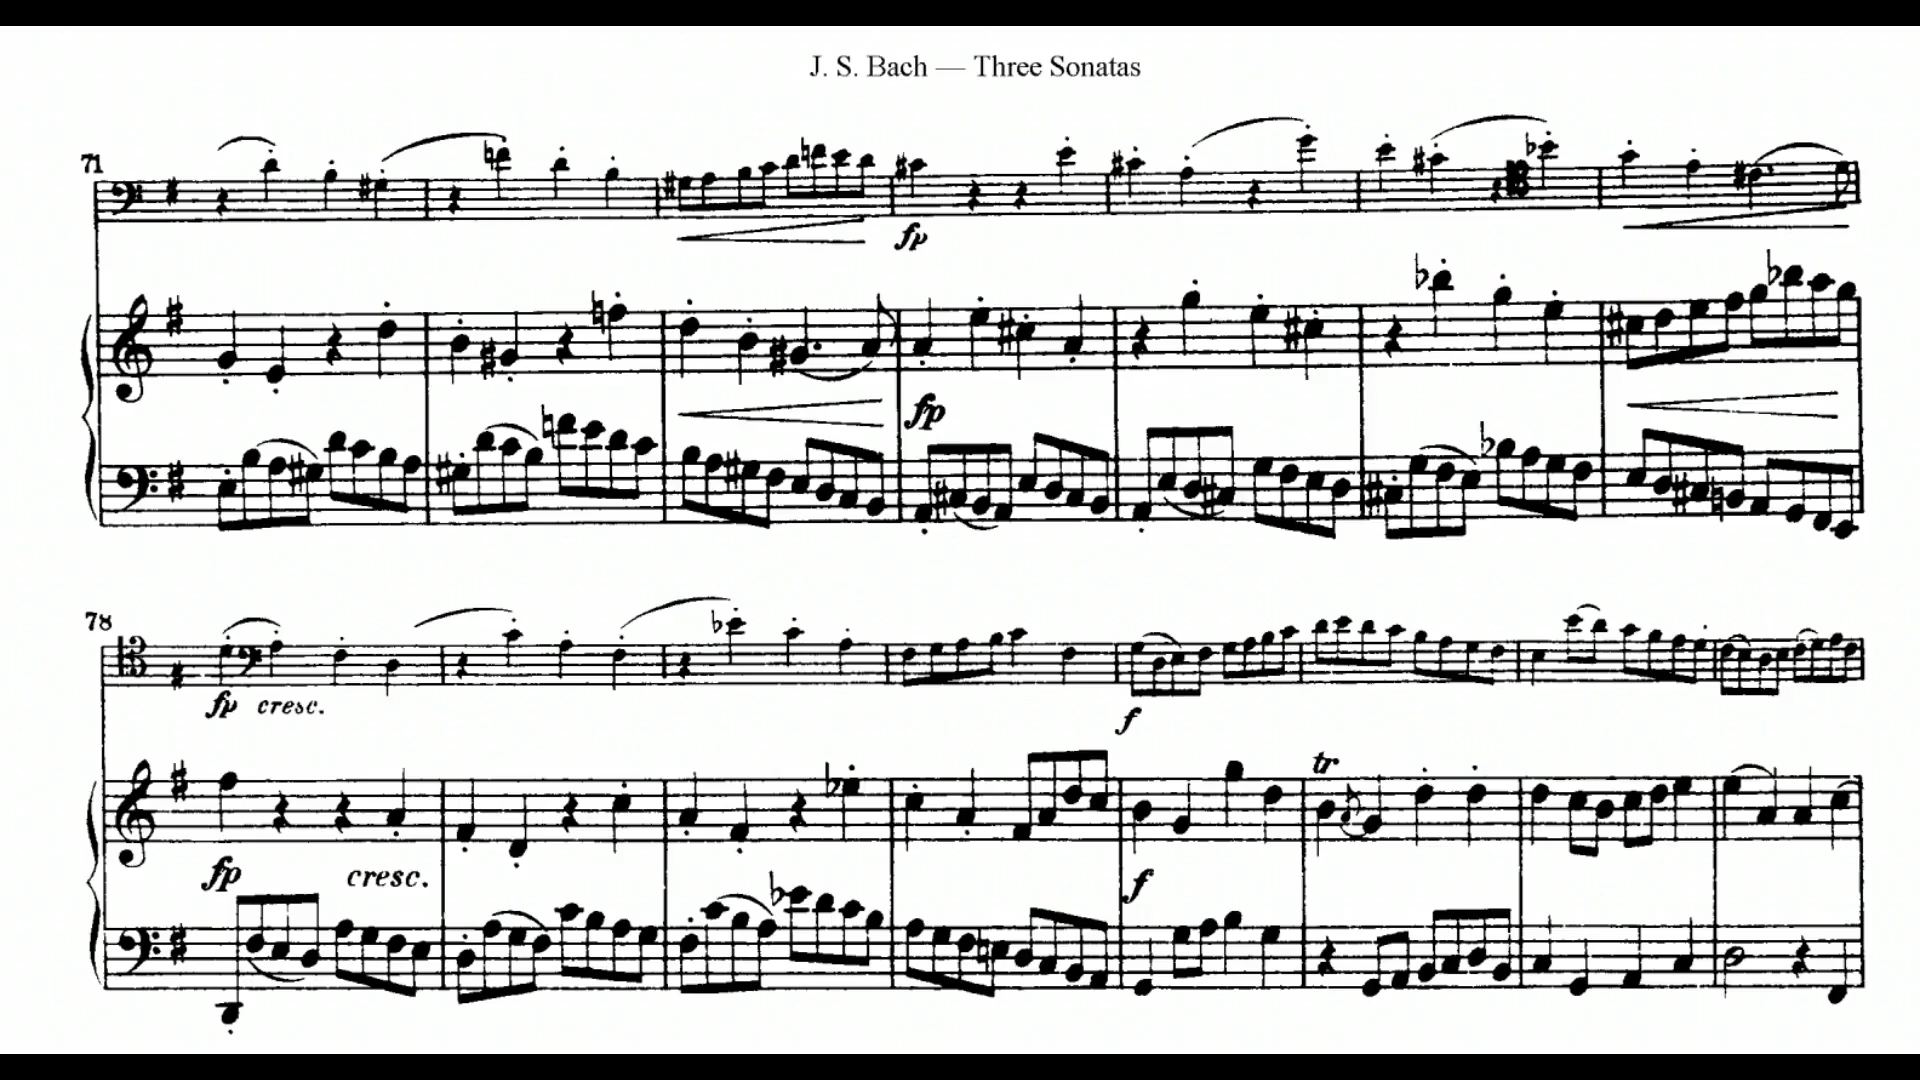 J. S. Bach — Three Sonatas
71
fp
fp
78
fp cresc.
f
tr
fp cresc.
f